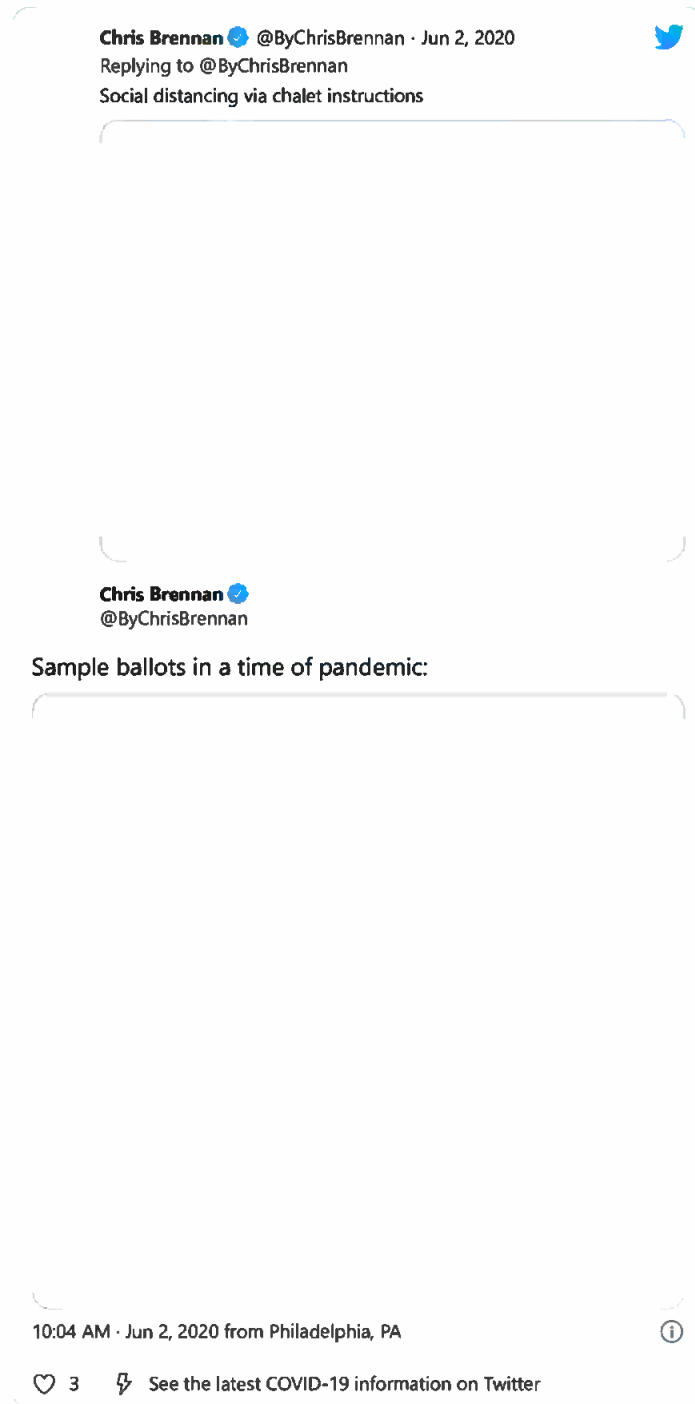 Chris Brennan @ByChrisBrennan · Jun 2, 2020
Replying to @ByChrisBrennan
Social distancing via chalet instructions
Chris Brennan
@ByChrisBrennan
Sample ballots in a time of pandemic:
10:04 AM · Jun 2, 2020 from Philadelphia, PA
3 See the latest COVID-19 information on Twitter